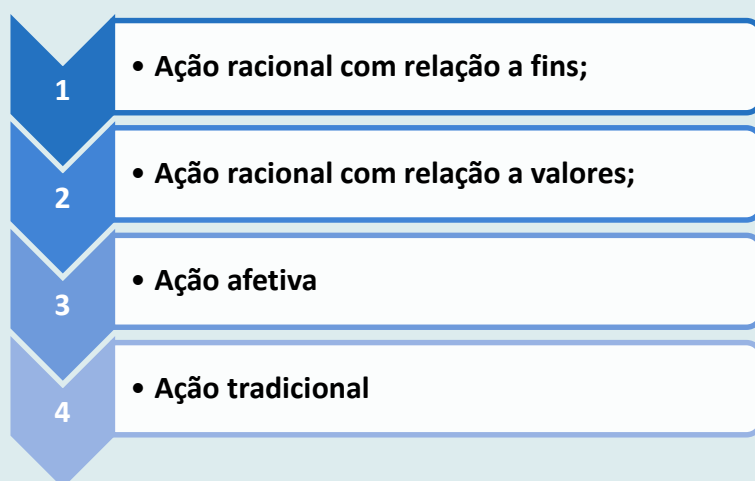 1
• Ação racional com relação a fins;
2
• Ação racional com relação a valores;
3
• Ação afetiva
4
• Ação tradicional